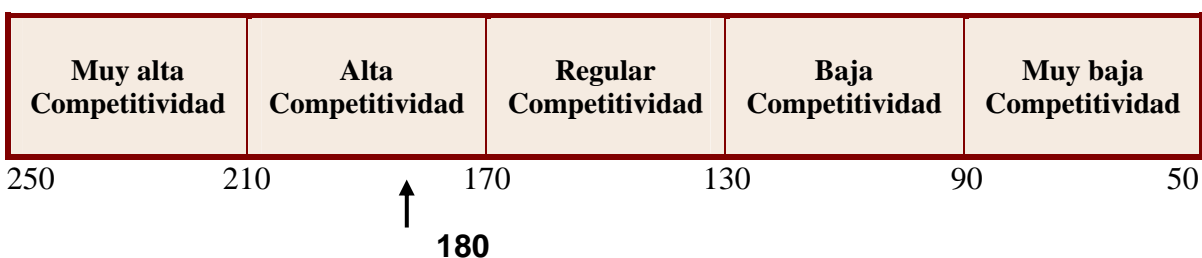 Muy alta
Competitividad
Alta
Competitividad
Regular
Competitividad
Baja
Competitividad
Muy baja
Competitividad
250 210 170 130 90 50
180